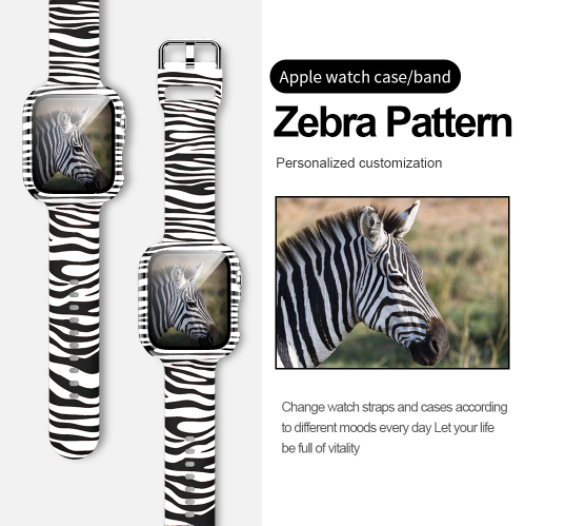 Apple watch case/band
Zebra Pattern
Personalized customization
Change watch straps and cases according
to different moods every day Let your life
be full of vitality